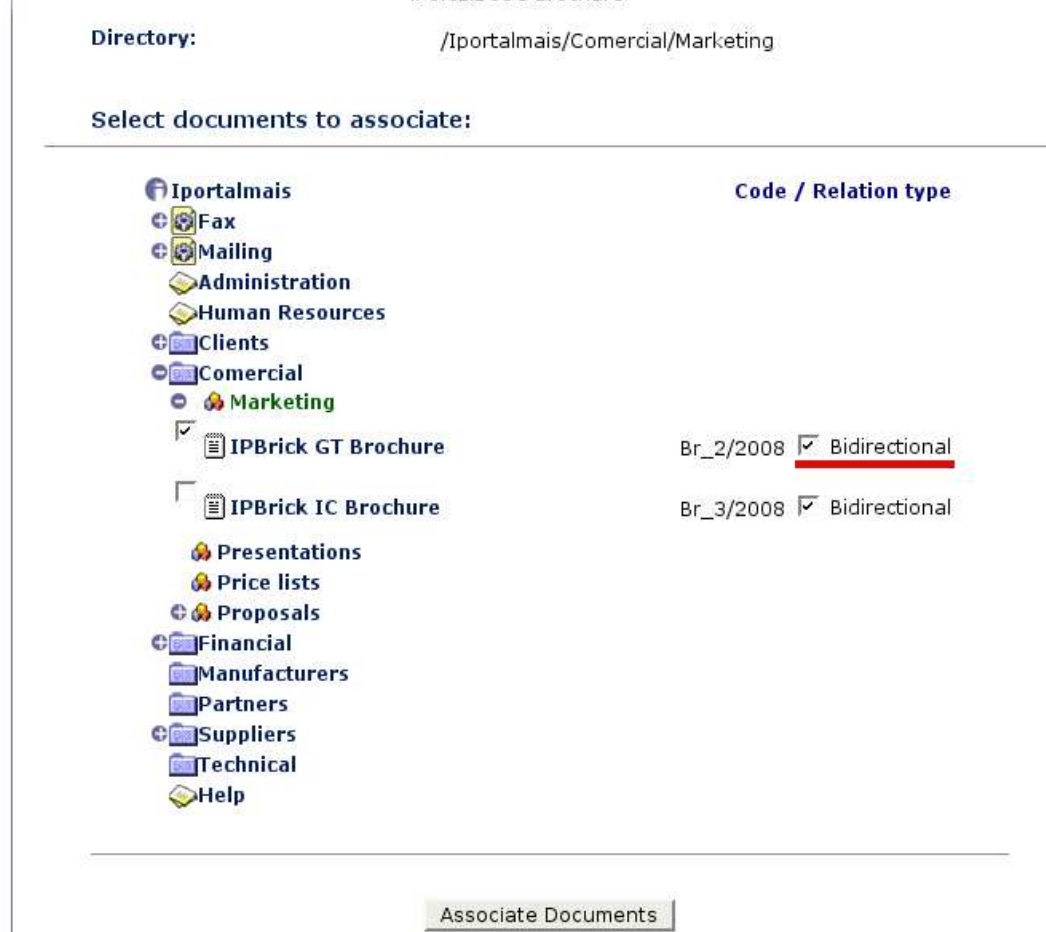 Directory: /Iportalmais/Comercial/Marketing
Select documents to associate:
Iportalmais Code / Relation type
Fax
Mailing
Administration
Human Resources
Clients
Comercial
Marketing
IPBrick GT Brochure Br_2/2008 Bidirectional
IPBrick IC Brochure Br_3/2008 Bidirectional
Presentations
Price lists
Proposals
Financial
Manufacturers
Partners
Suppliers
Technical
Help
Associate Documents